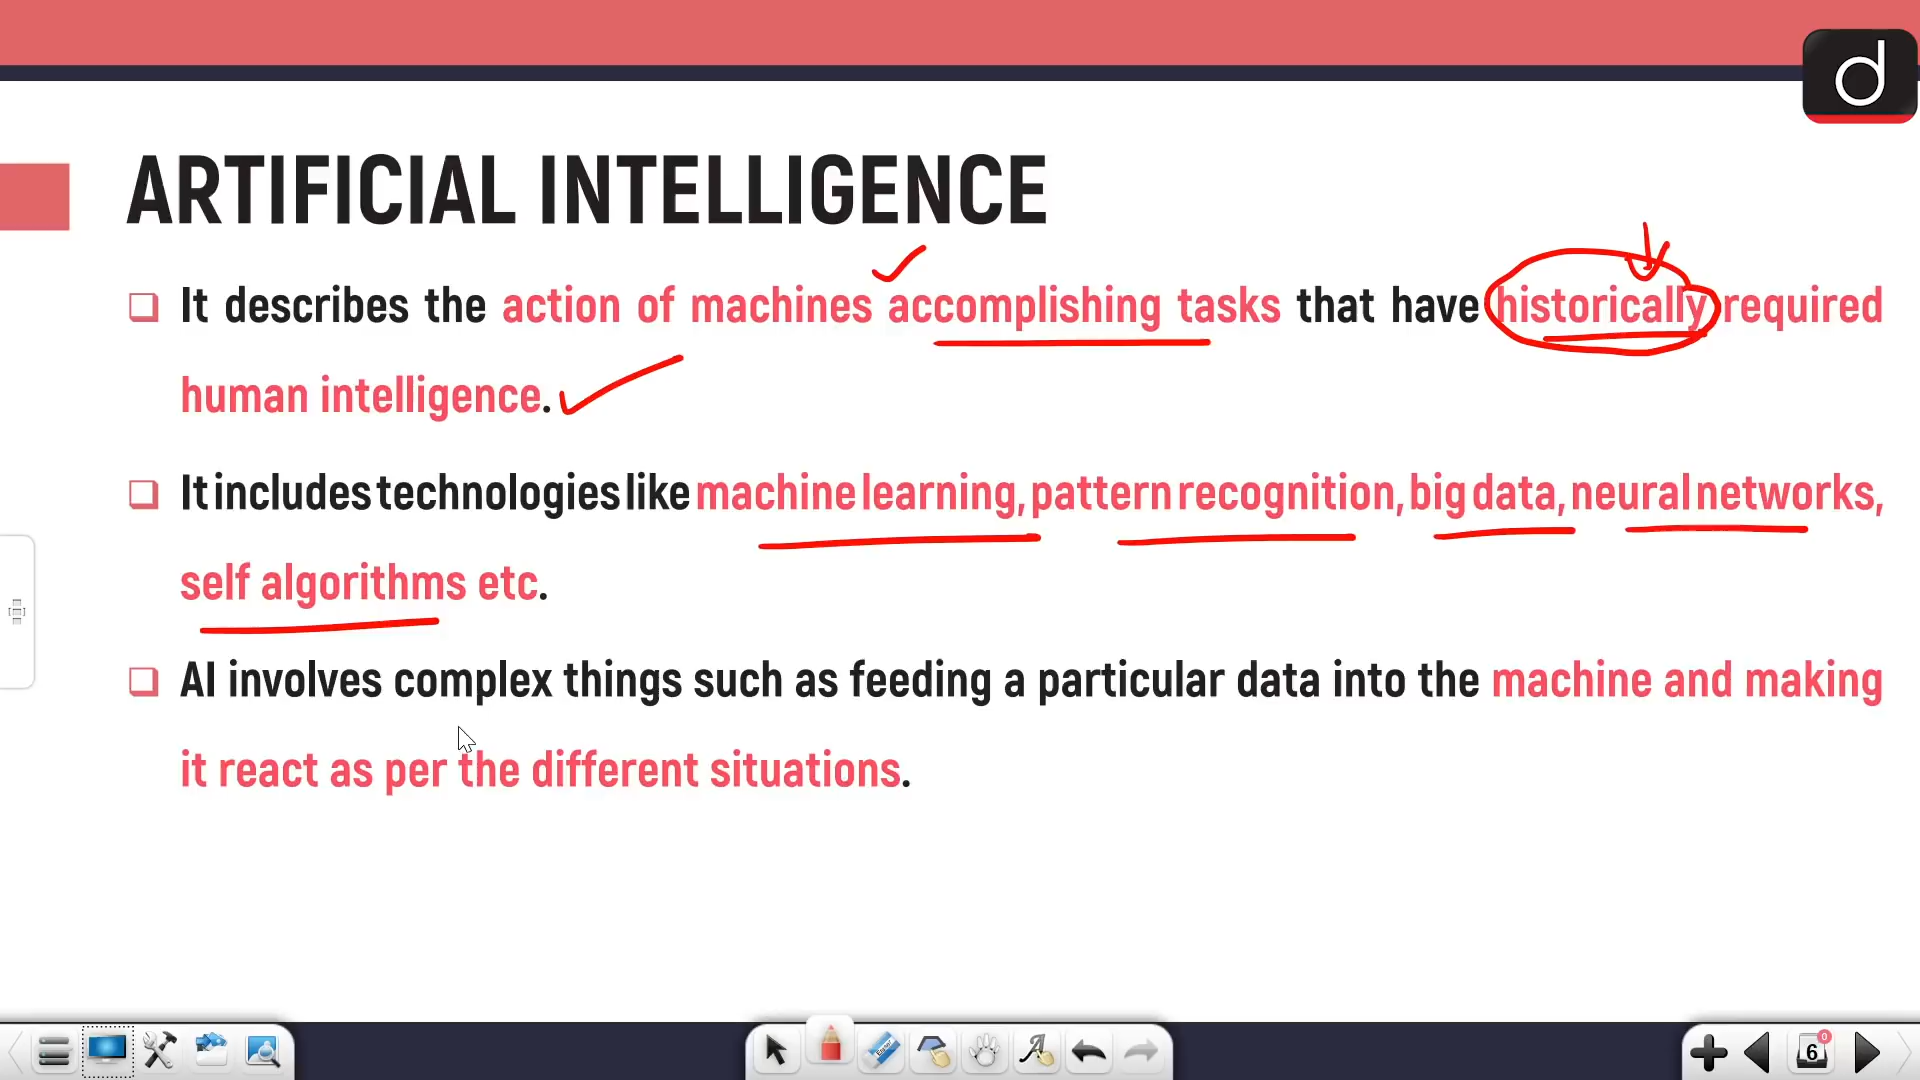 d
ARTIFICIAL INTELLIGENCE
It describes the action of machines accomplishing tasks that have historically required
human intelligence.
It includes technologies like machine learning, pattern recognition, big data, neural networks,
self algorithms etc.
AI involves complex things such as feeding a particular data into the machine and making
it react as per the different situations.
6
0